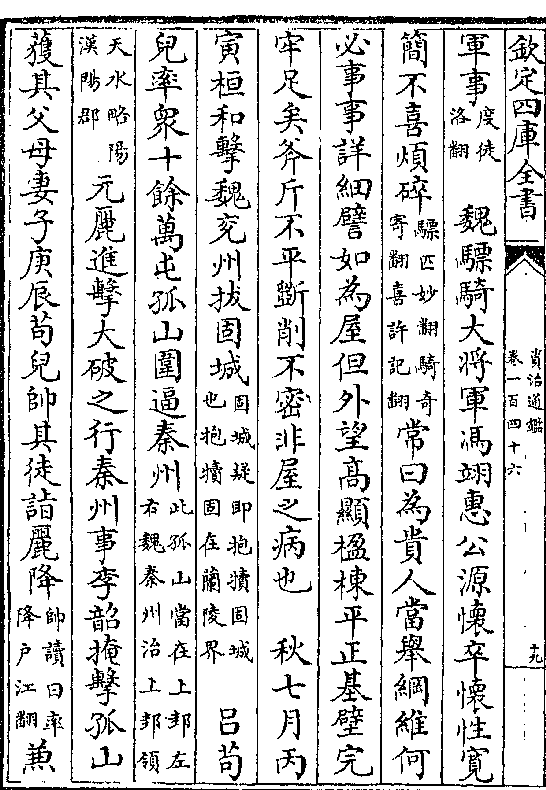 欽定四庫全書
資治通鑑
卷一百四十六
十九
軍事度徒洛翻　魏驃騎大將軍馮翊惠公源懷卒懷性寛
簡不喜煩碎驃匹妙翻騎奇寄翻喜許記翻常曰為貴人當舉綱維何
必事事詳細譬如為屋但外望髙顯楹棟平正基壁完
牢足矣斧斤不平斷削不密非屋之病也　秋七月丙
寅桓和擊魏兖州拔固城固城疑即抱犢固城也抱犢固在蘭陵界　呂茍
兒率衆十餘萬屯孤山圍逼秦州此孤山當在上邽左右魏秦州治上邽領
天水略陽漢陽郡　元麗進擊大破之行秦州事李韶掩擊孤山
獲其父母妻子庚辰茍兒帥其徒詣麗降帥讀曰率降户江翻　兼